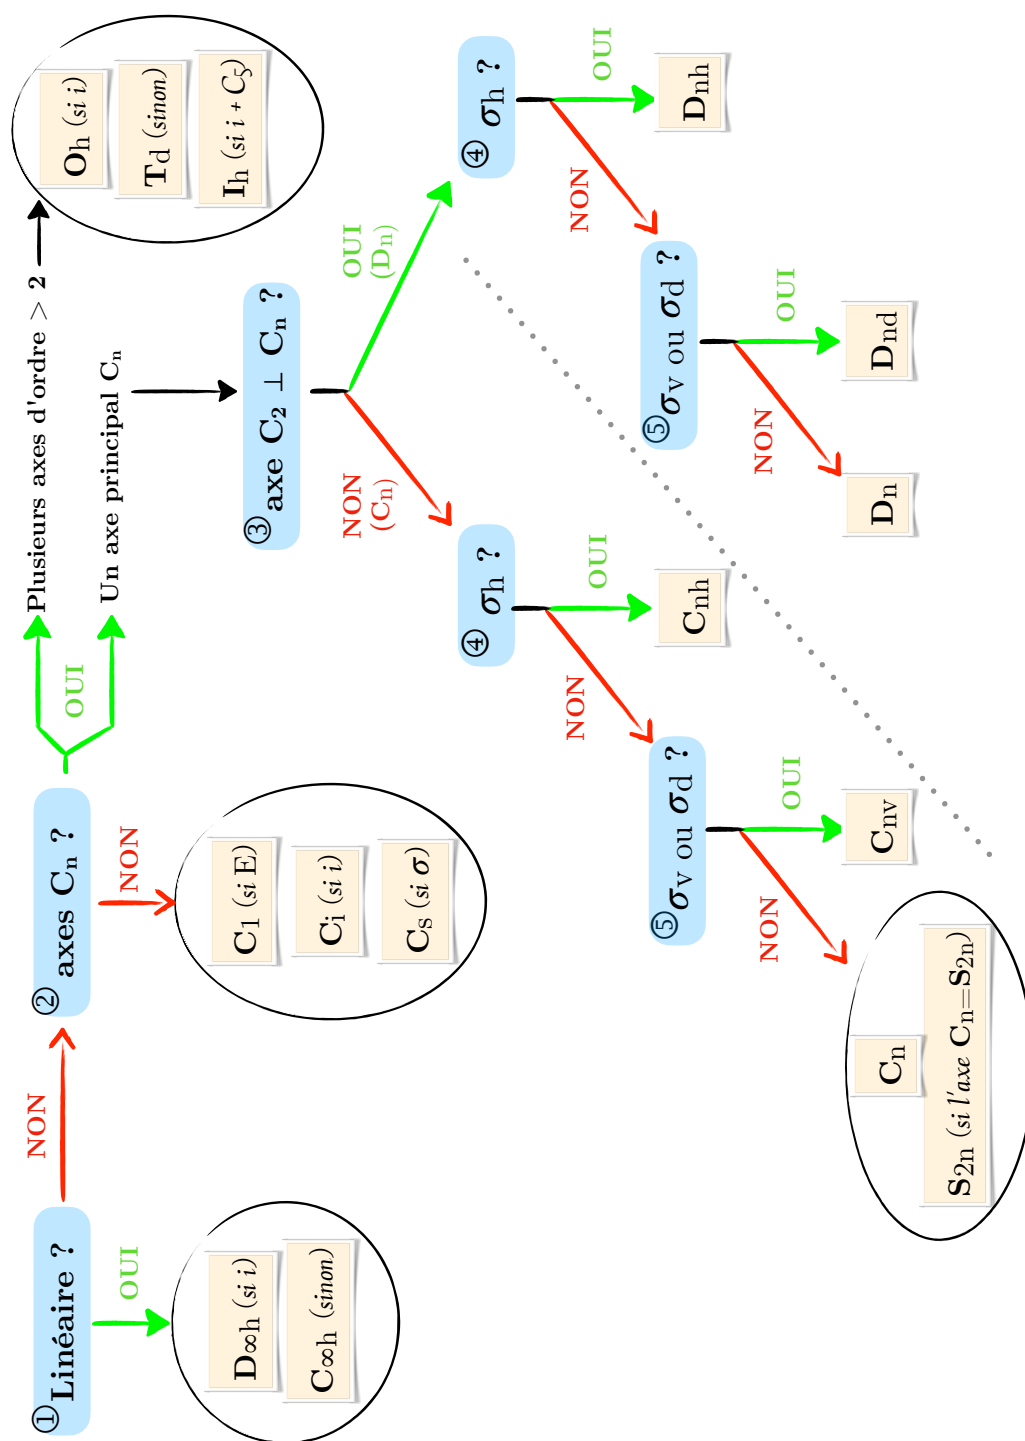 ① Linéaire ?
OUI
D∞h (si i)
C∞h (sinon)
NON
② axes Cn ?
NON
C1 (si E)
Ci (si i)
Cs (si σ)
OUI
Plusieurs axes d'ordre > 2
Oh (si i)
Td (sinon)
Ih (si i + C5)
Un axe principal Cn
③ axe C2 ⊥ Cn ?
NON
(Cn)
OUI
(Dn)
④ σh ?
OUI
Cnh
NON
⑤ σv ou σd ?
OUI
Cnv
NON
Cn
S2n (si l'axe Cn=S2n)
④ σh ?
OUI
Dnh
NON
⑤ σv ou σd ?
OUI
Dnd
NON
Dn